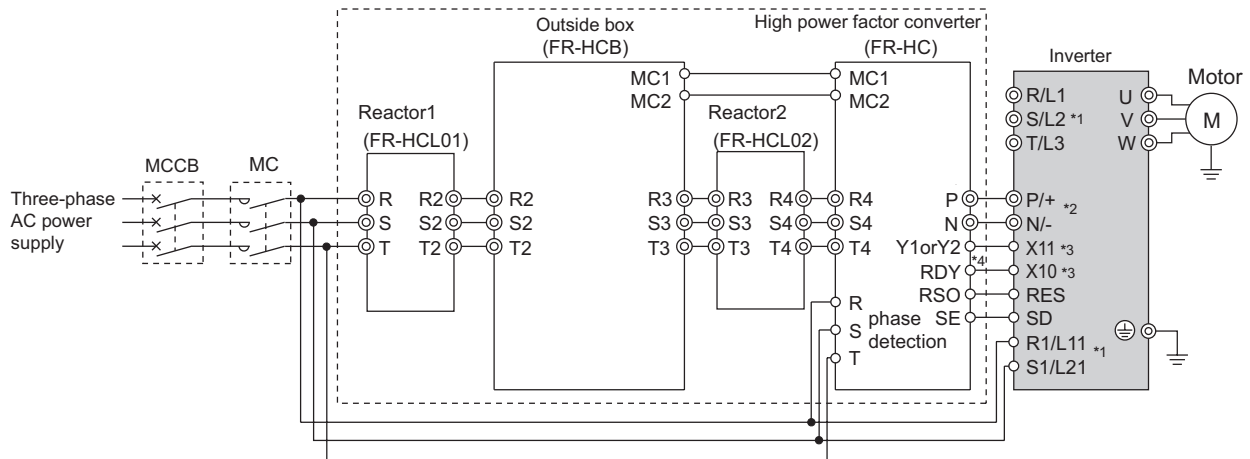 Outside box
(FR-HCB)
High power factor converter
(FR-HC)
Inverter
Motor
MC1
MC2
MC1
MC2
Reactor1
(FR-HCL01)
Reactor2
(FR-HCL02)
R/L1
S/L2 *1
T/L3
U
V
W
M
MCCB
MC
Three-phase
AC power
supply
R
S
T
R2
S2
T2
R2
S2
T2
R3
S3
T3
R3
S3
T3
R4
S4
T4
R4
S4
T4
P
N
Y1orY2
RDY
*4
RSO
SE
P/+
*2
N/-
X11 *3
X10 *3
RES
SD
R1/L11
*1
S1/L21
R
S
T
phase
detection